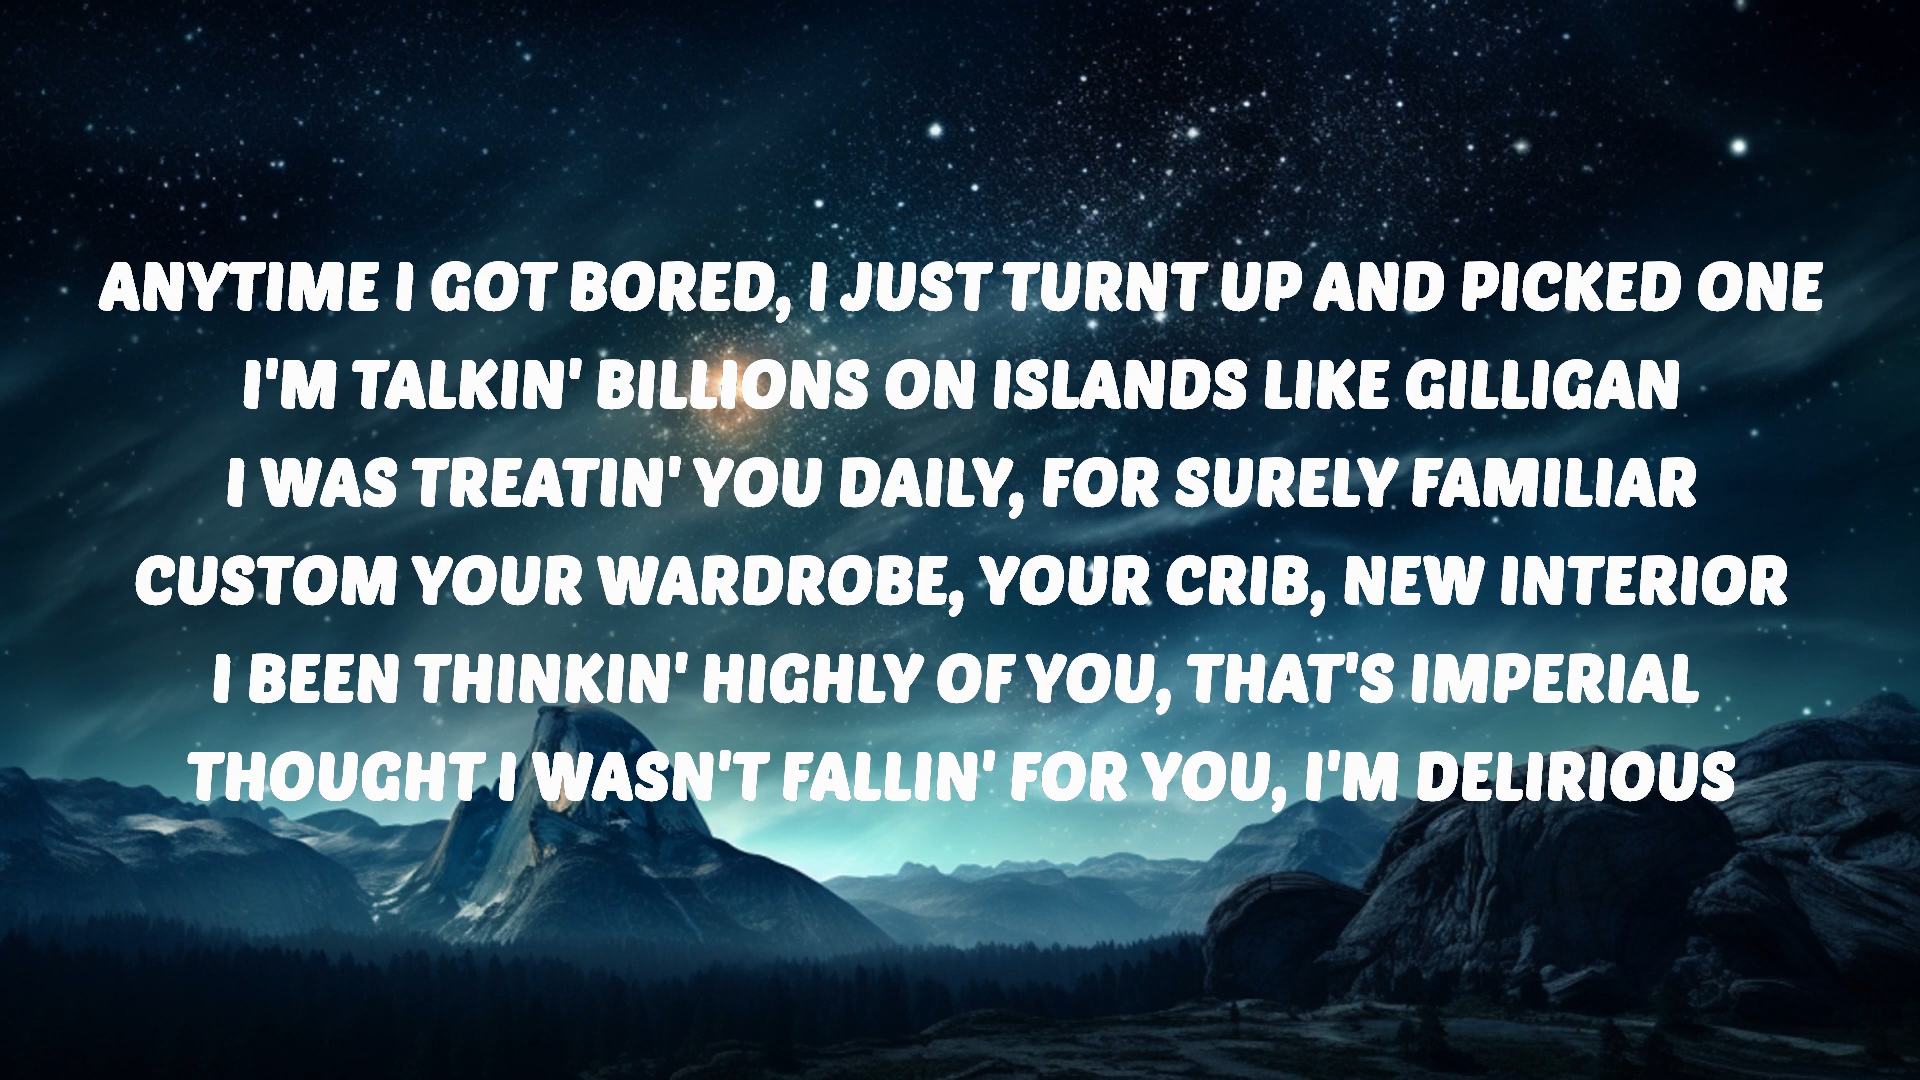 ANYTIME I GOT BORED, I JUST TURNT UP AND PICKED ONE
I'M TALKIN' BILLIONS ON ISLANDS LIKE GILLIGAN
I WAS TREATIN' YOU DAILY, FOR SURELY FAMILIAR
CUSTOM YOUR WARDROBE, YOUR CRIB, NEW INTERIOR
I BEEN THINKIN' HIGHLY OF YOU, THAT'S IMPERIAL
THOUGHT I WASN'T FALLIN' FOR YOU, I'M DELIRIOUS